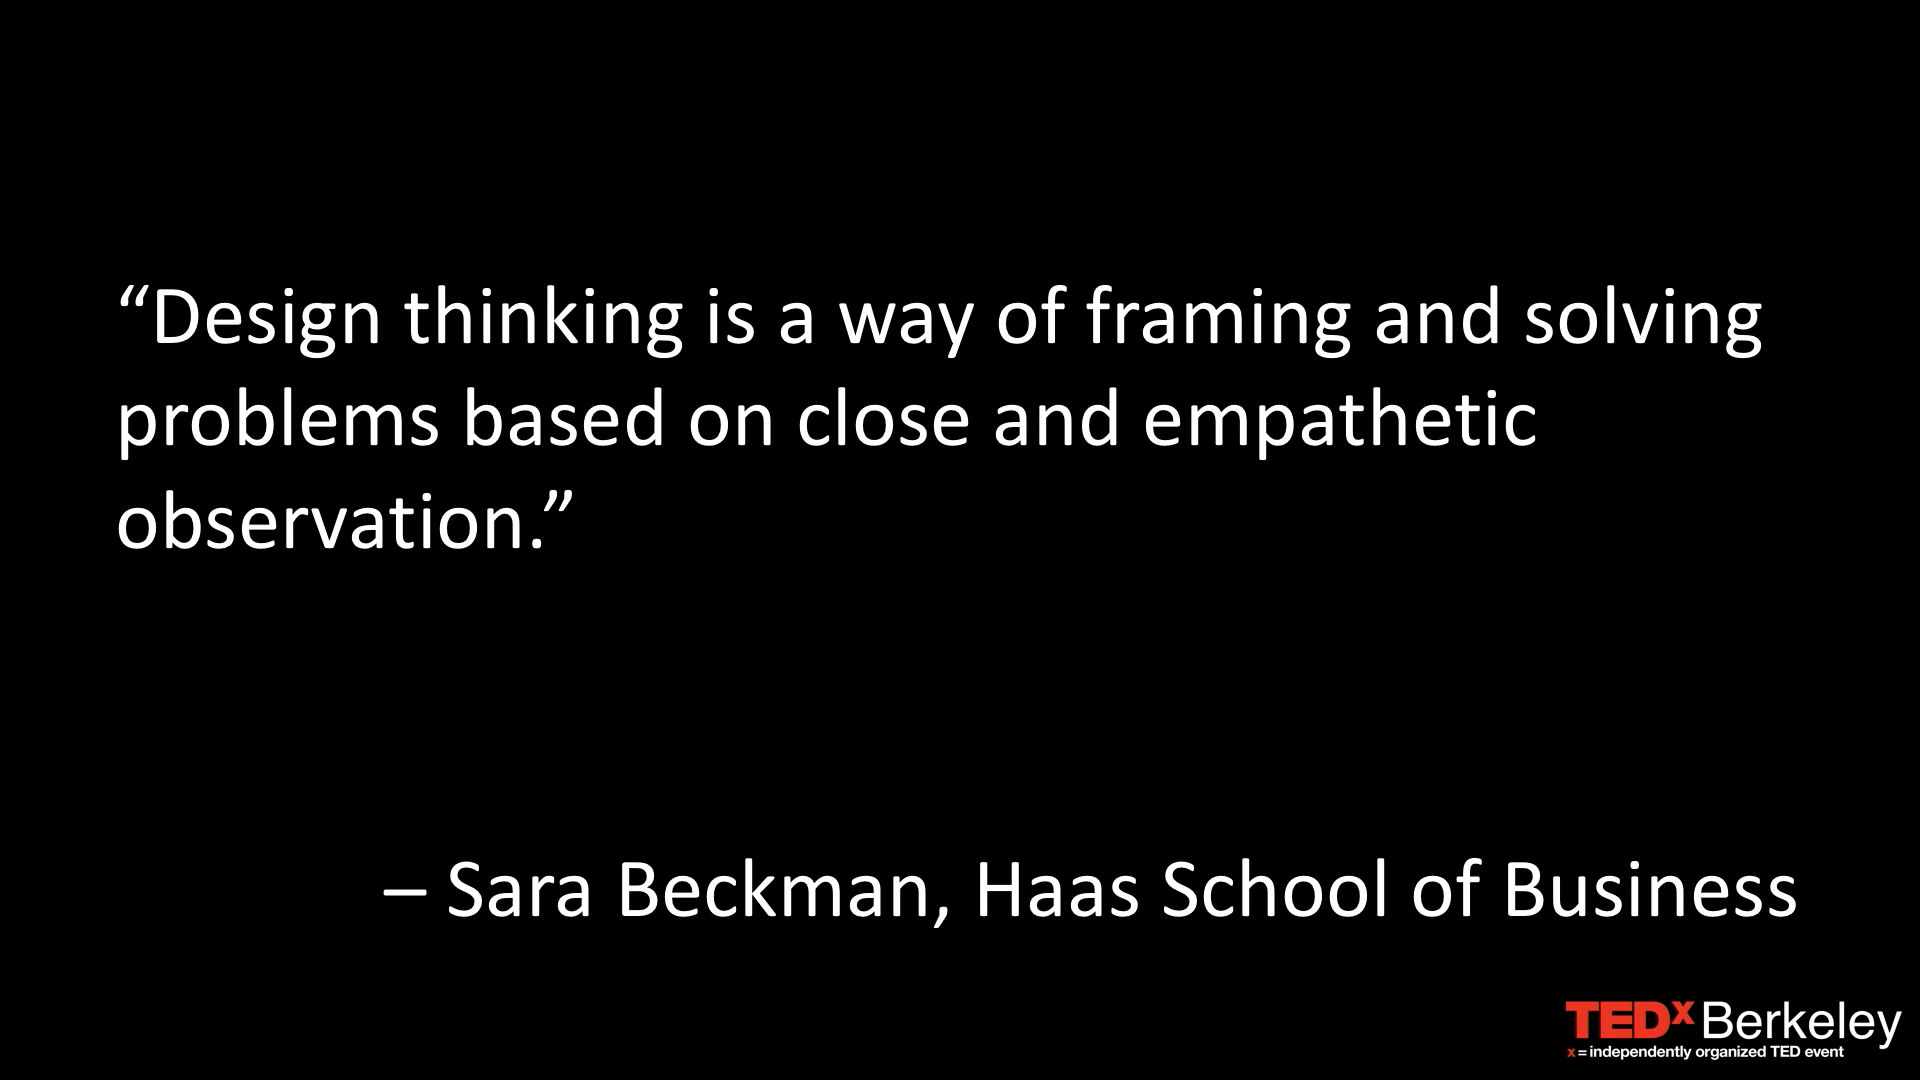 “Design thinking is a way of framing and solving
problems based on close and empathetic
observation.”
– Sara Beckman, Haas School of Business
TEDx Berkeley
x = independently organized TED event